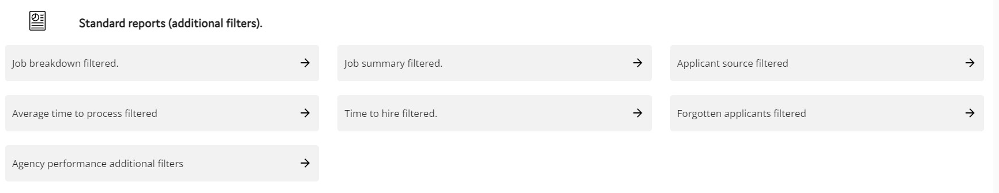 Standard reports (additional filters).
Job breakdown filtered.
Job summary filtered.
Applicant source filtered
Average time to process filtered
Time to hire filtered.
Forgotten applicants filtered
Agency performance additional filters